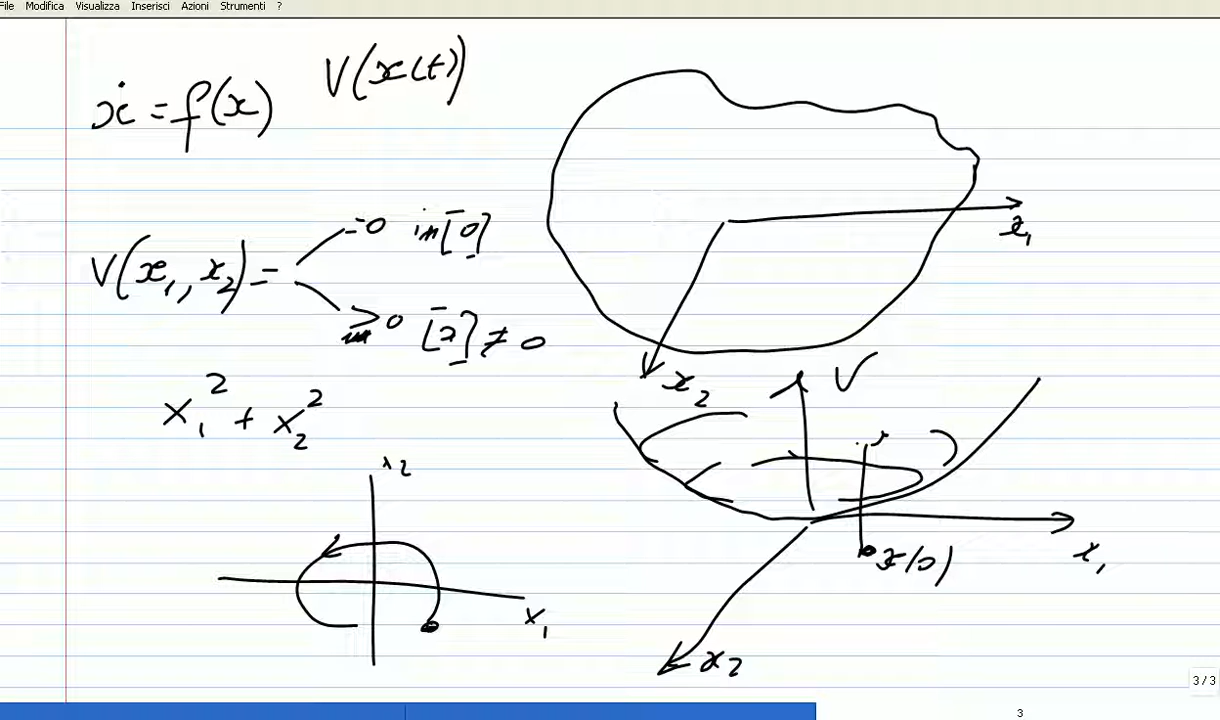 File Modifica Visualizza Inserisci Azioni Strumenti ?
ẋ = f(x) V(x(t))
= 0 in [0]
V(x₁, x₂) =
≥ 0 [x] ≠ 0
x₁² + x₂²
x₂
x₁
x₁
x₂
V
x(0)
x₁
x₂
3 / 3
3